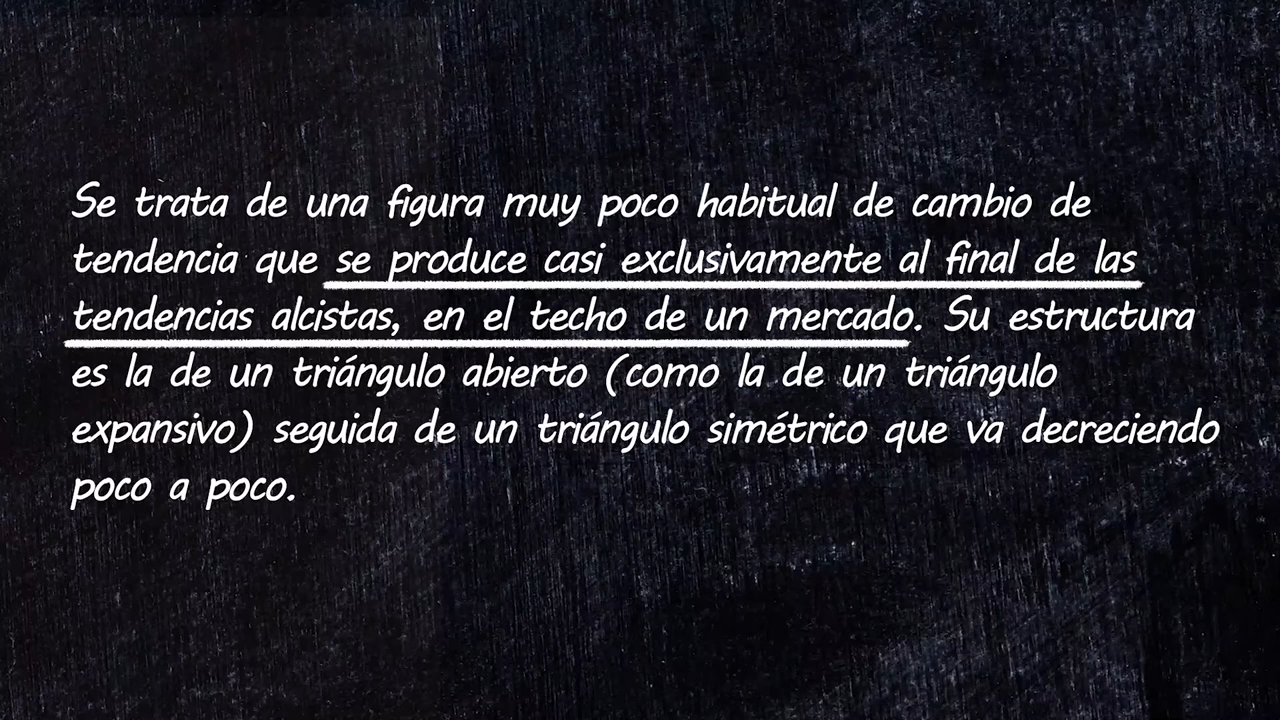 Se trata de una figura muy poco habitual de cambio de
tendencia que se produce casi exclusivamente al final de las
tendencias alcistas, en el techo de un mercado. Su estructura
es la de un triángulo abierto (como la de un triángulo
expansivo) seguida de un triángulo simétrico que va decreciendo
poco a poco.